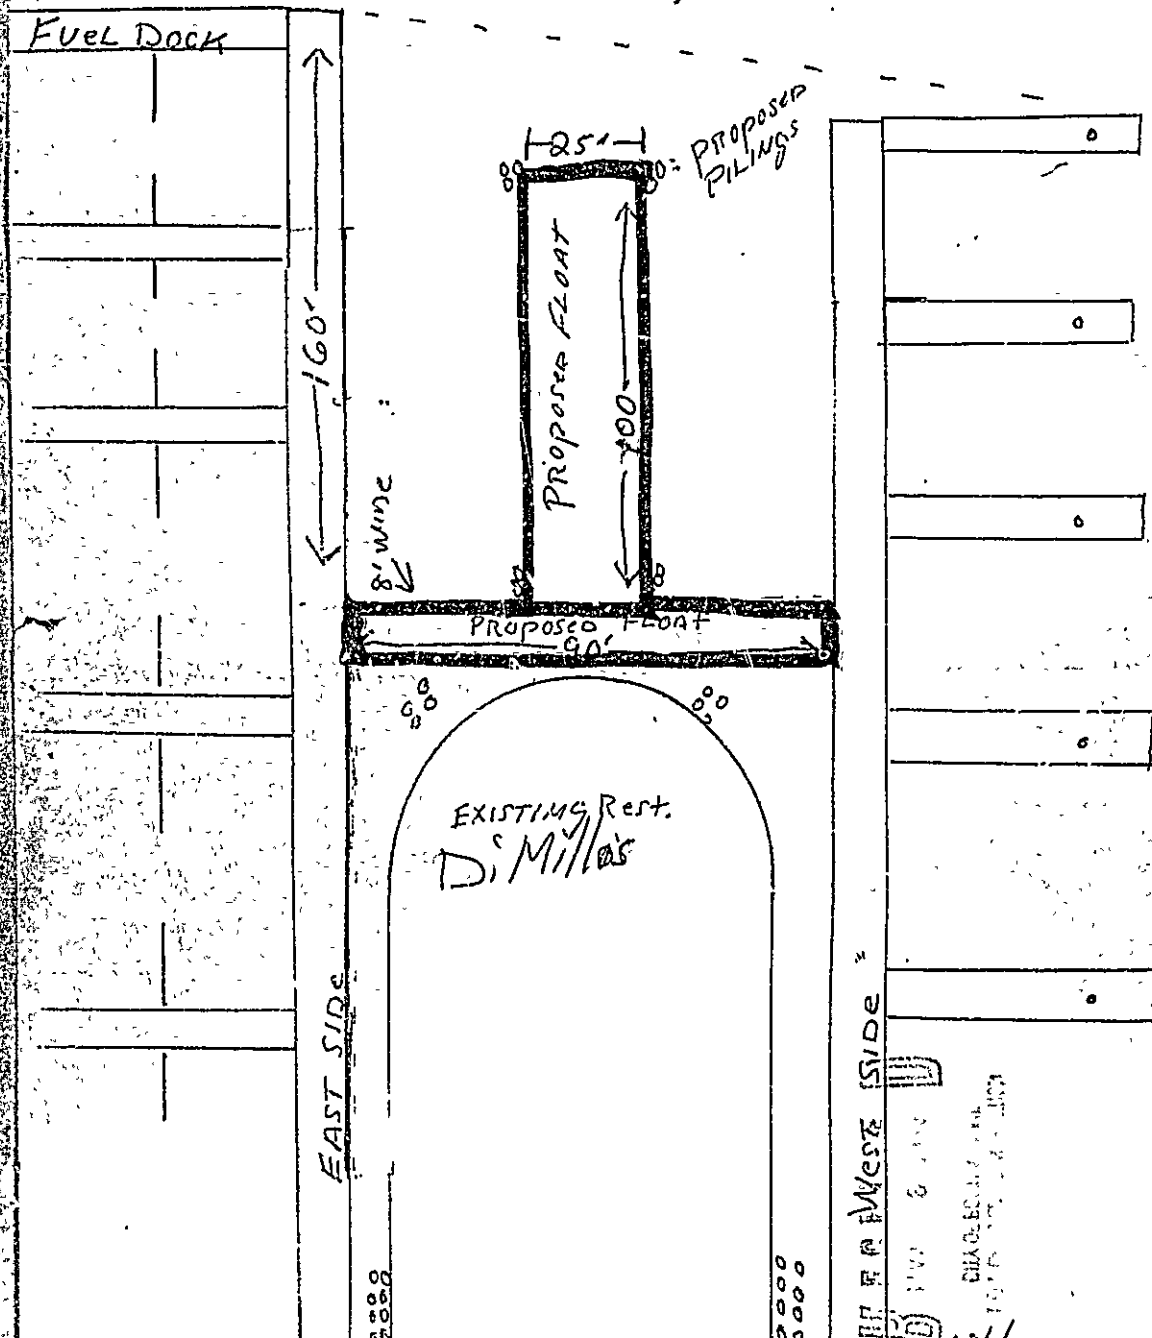 FUEL DOCK
25'
PROPOSED
PILINGS
160'
PROPOSED FLOAT
100
8' WIDE
PROPOSED FLOAT
90'
EXISTING Rest.
DiMillo's
EAST SIDE
West SIDE "